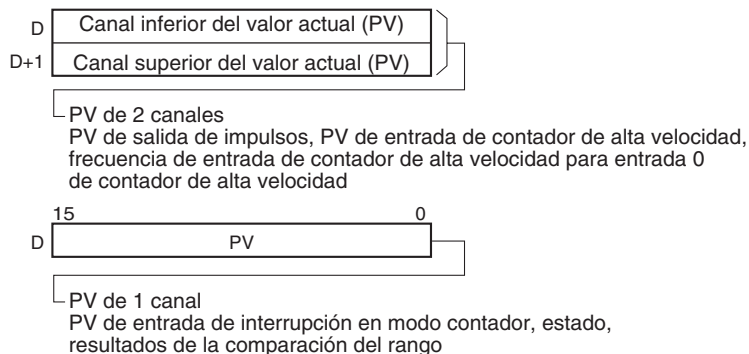 D Canal inferior del valor actual (PV)
D+1 Canal superior del valor actual (PV)
PV de 2 canales
PV de salida de impulsos, PV de entrada de contador de alta velocidad,
frecuencia de entrada de contador de alta velocidad para entrada 0
de contador de alta velocidad
15 0
D PV
PV de 1 canal
PV de entrada de interrupción en modo contador, estado,
resultados de la comparación del rango